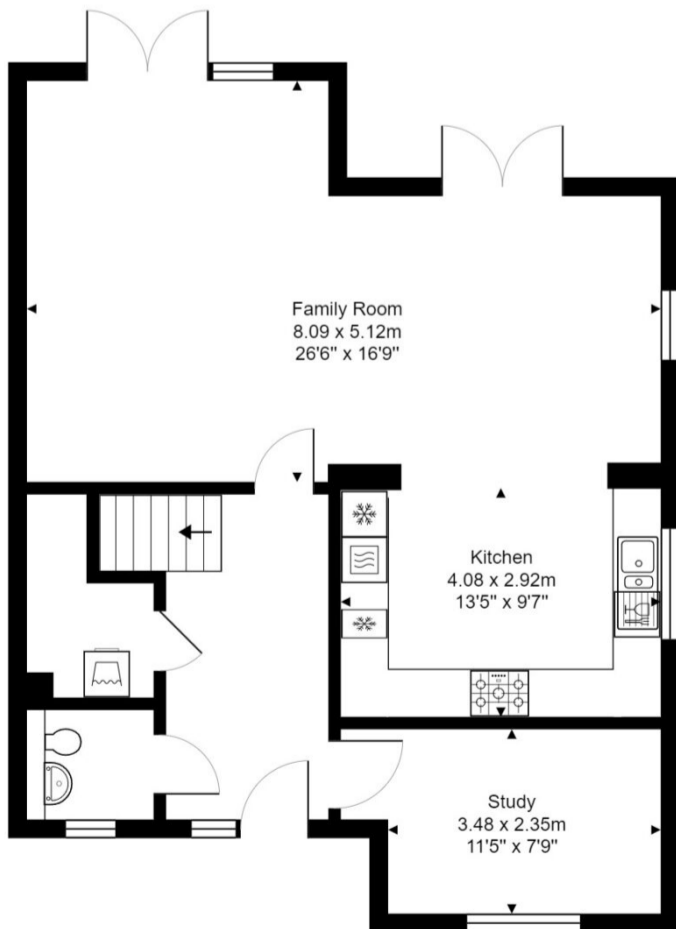 Family Room
8.09 x 5.12m
26'6" x 16'9"
Kitchen
4.08 x 2.92m
13'5" x 9'7"
Study
3.48 x 2.35m
11'5" x 7'9"